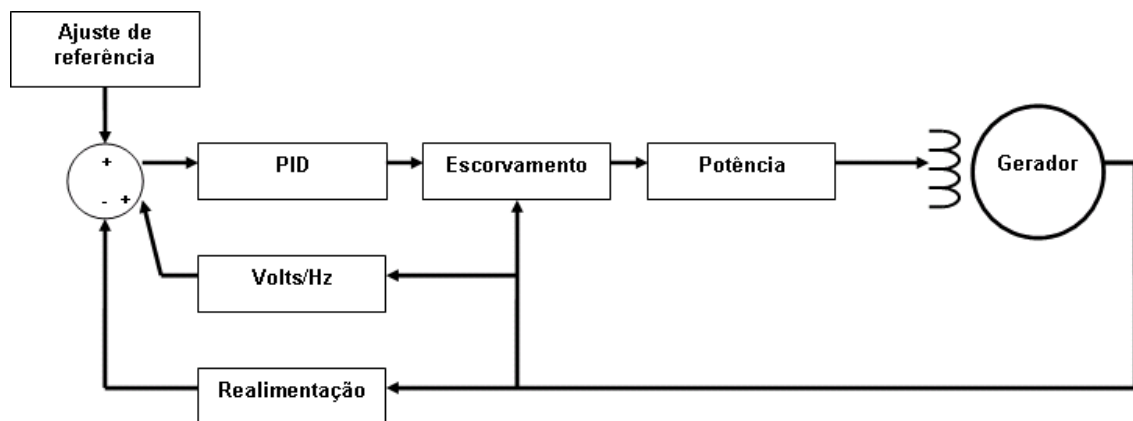 Ajuste de
referência
+
- +
PID
Escorvamento
Potência
Gerador
Volts/Hz
Realimentação